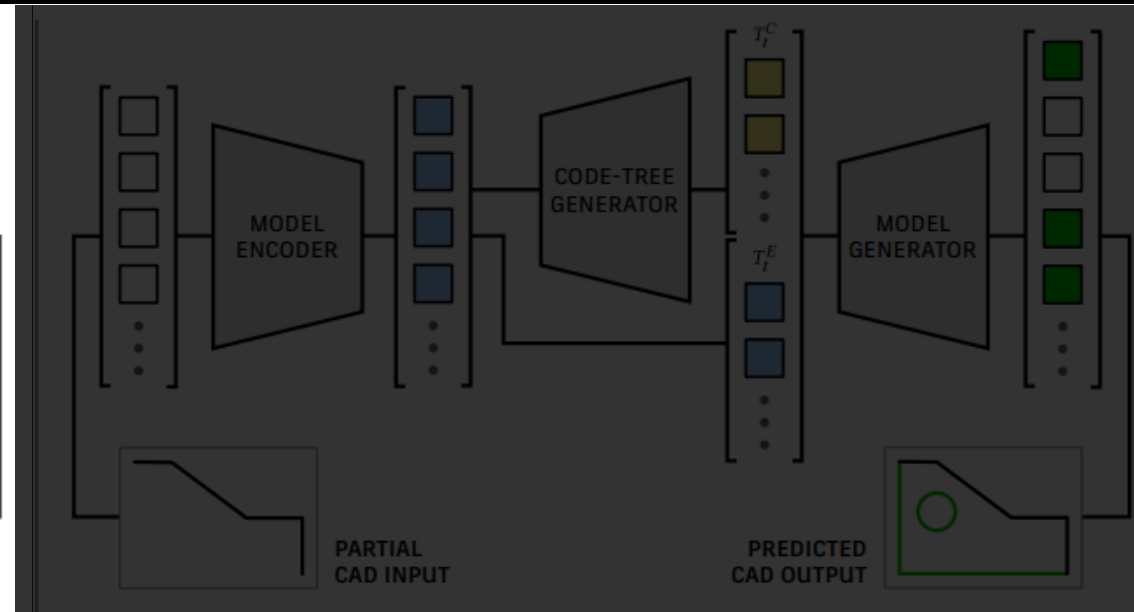 T_t^C
CODE-TREE
GENERATOR
MODEL
ENCODER
MODEL
GENERATOR
T_t^E
PARTIAL
CAD INPUT
PREDICTED
CAD OUTPUT